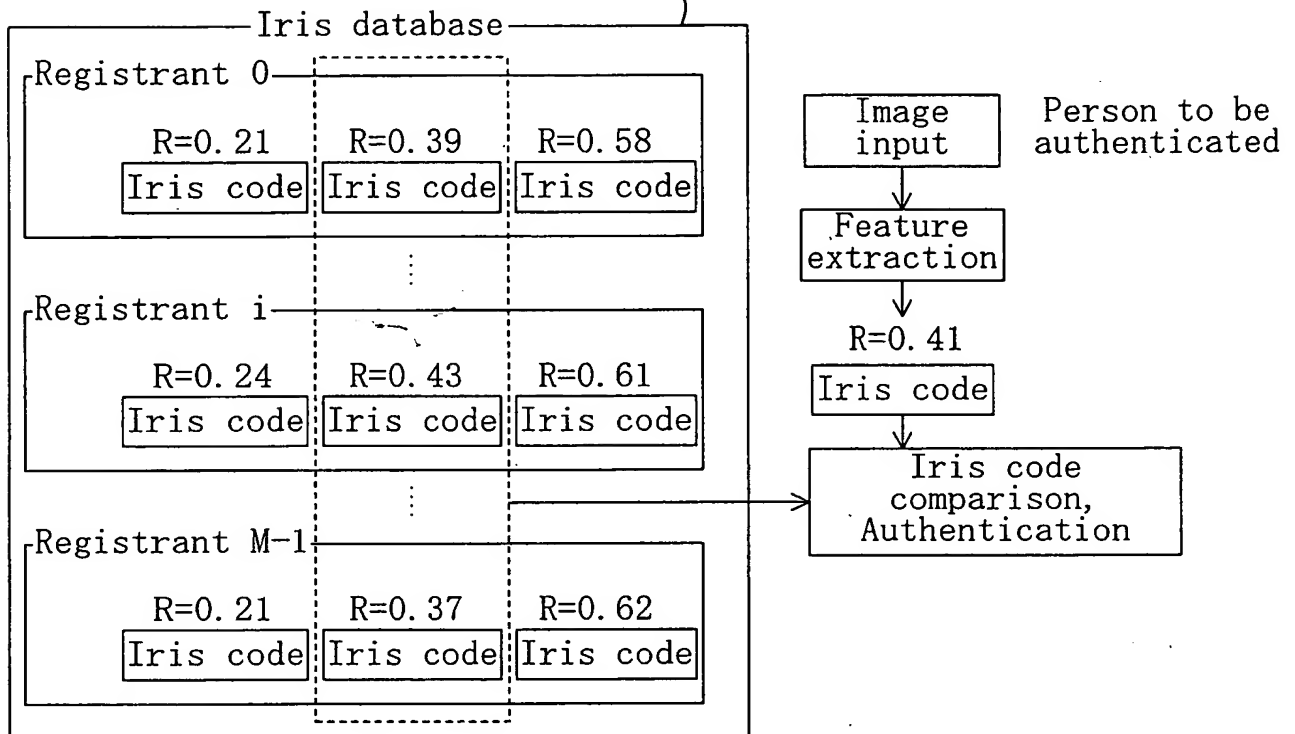 Iris database
Registrant 0
R=0.21 R=0.39 R=0.58
Iris code Iris code Iris code
Registrant i
R=0.24 R=0.43 R=0.61
Iris code Iris code Iris code
Registrant M-1
R=0.21 R=0.37 R=0.62
Iris code Iris code Iris code
Image
input
Person to be
authenticated
Feature
extraction
R=0.41
Iris code
Iris code
comparison,
Authentication